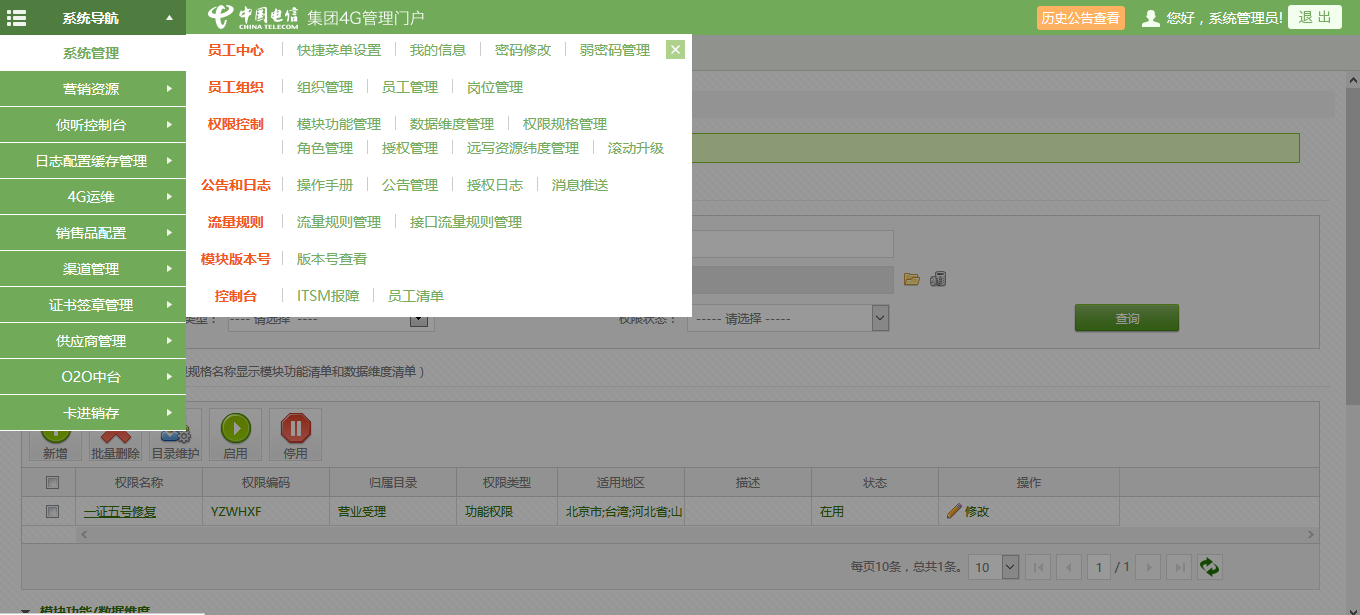 系统导航
中国电信 CHINA TELECOM 集团4G管理门户
历史公告查看 您好，系统管理员! 退 出
系统管理
营销资源
侦听控制台
日志配置缓存管理
4G运维
销售品配置
渠道管理
证书签章管理
供应商管理
O2O中台
卡进销存
员工中心 快捷菜单设置 我的信息 密码修改 弱密码管理
员工组织 组织管理 员工管理 岗位管理
权限控制 模块功能管理 数据维度管理 权限规格管理
角色管理 授权管理 远写资源纬度管理 滚动升级
公告和日志 操作手册 公告管理 授权日志 消息推送
流量规则 流量规则管理 接口流量规则管理
模块版本号 版本号查看
控制台 ITSM报障 员工清单
类型： ---- 请选择 ---- 权限状态： ----- 请选择 ----- 查询
规格名称显示模块功能清单和数据维度清单）
新增 批量删除 目录维护 启用 停用
权限名称 权限编码 归属目录 权限类型 适用地区 描述 状态 操作
一证五号修复 YZWHXF 营业受理 功能权限 北京市;台湾;河北省;山 在用 修改
每页10条，总共1条。 10 1 / 1
模块功能/数据维度